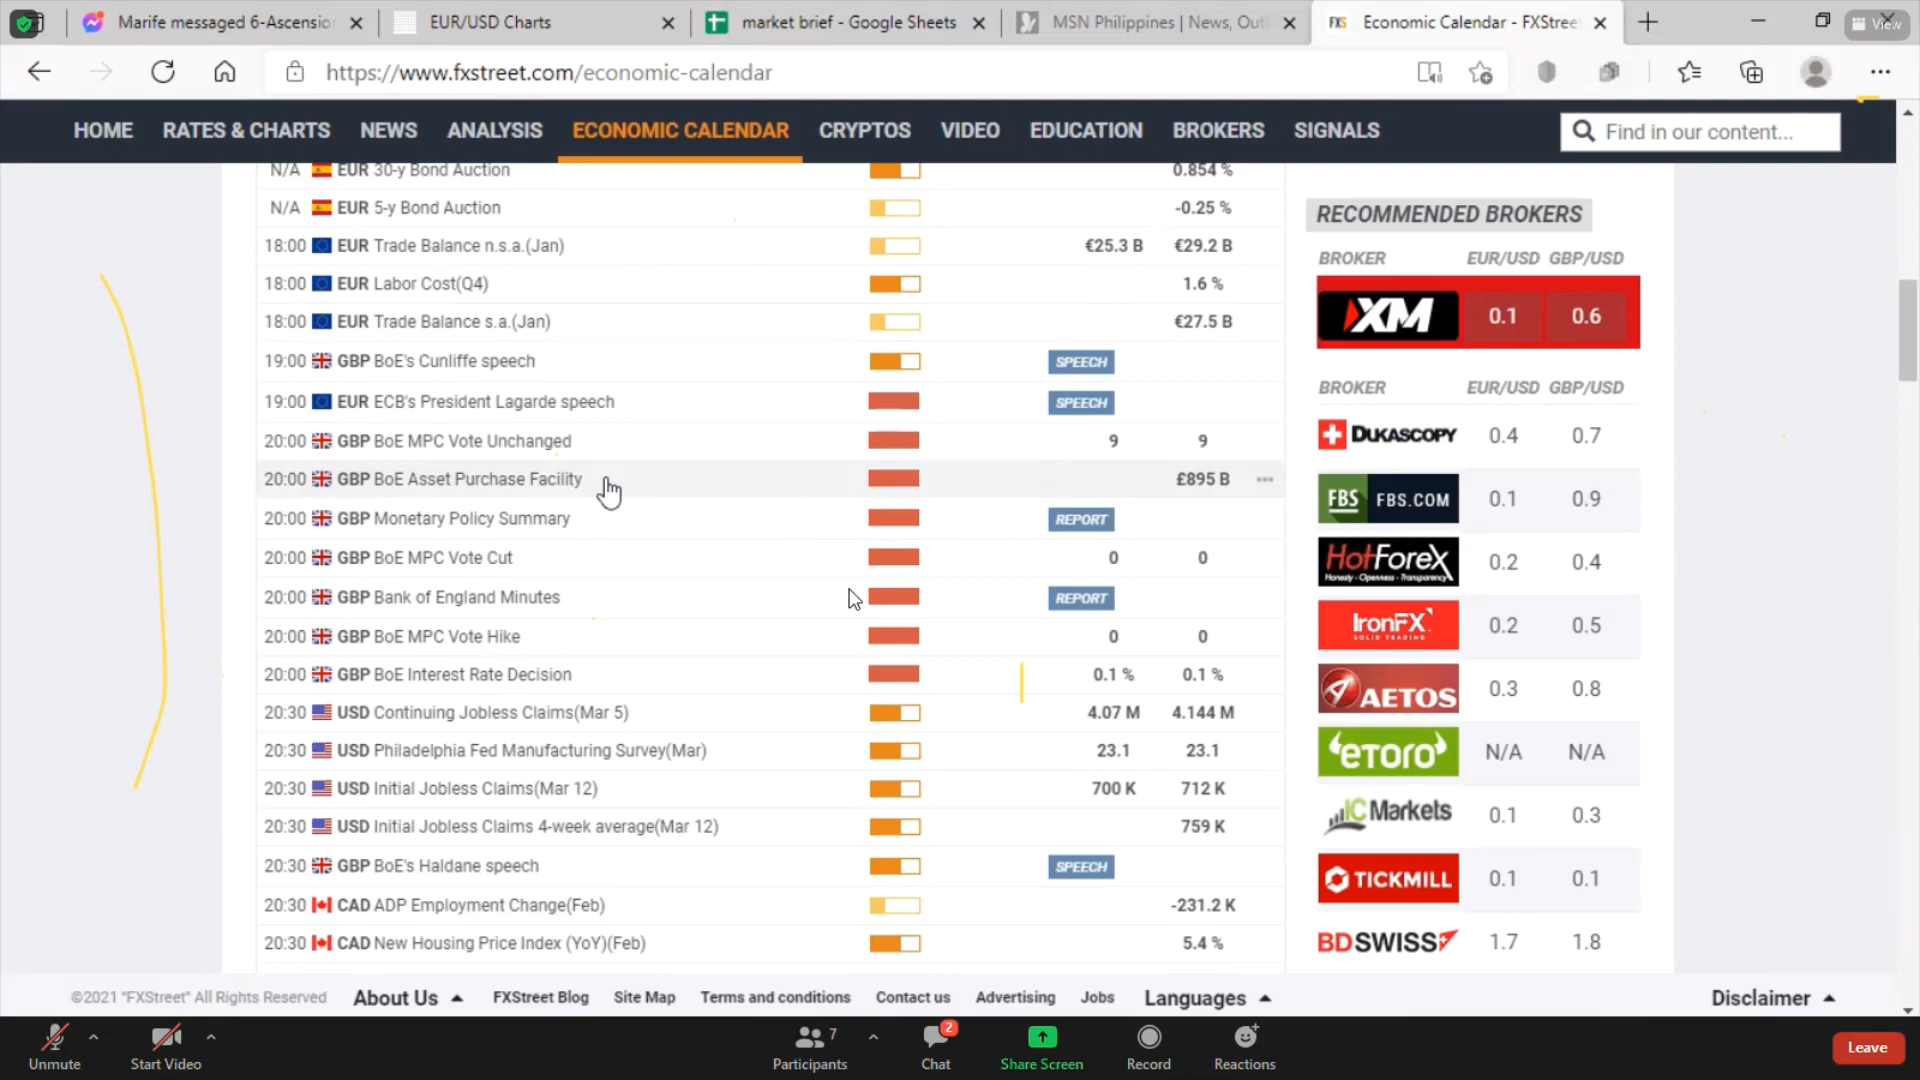 Marife messaged 6-Ascensio
EUR/USD Charts
market brief - Google Sheets
MSN Philippines | News, Outl
FXS Economic Calendar - FXStree
View
https://www.fxstreet.com/economic-calendar
HOME RATES & CHARTS NEWS ANALYSIS ECONOMIC CALENDAR CRYPTOS VIDEO EDUCATION BROKERS SIGNALS
Find in our content...
N/A EUR 30-y Bond Auction 0.854 %
N/A EUR 5-y Bond Auction -0.25 %
18:00 EUR Trade Balance n.s.a.(Jan) €25.3 B €29.2 B
18:00 EUR Labor Cost(Q4) 1.6 %
18:00 EUR Trade Balance s.a.(Jan) €27.5 B
19:00 GBP BoE's Cunliffe speech SPEECH
19:00 EUR ECB's President Lagarde speech SPEECH
20:00 GBP BoE MPC Vote Unchanged 9 9
20:00 GBP BoE Asset Purchase Facility £895 B
20:00 GBP Monetary Policy Summary REPORT
20:00 GBP BoE MPC Vote Cut 0 0
20:00 GBP Bank of England Minutes REPORT
20:00 GBP BoE MPC Vote Hike 0 0
20:00 GBP BoE Interest Rate Decision 0.1 % 0.1 %
20:30 USD Continuing Jobless Claims(Mar 5) 4.07 M 4.144 M
20:30 USD Philadelphia Fed Manufacturing Survey(Mar) 23.1 23.1
20:30 USD Initial Jobless Claims(Mar 12) 700 K 712 K
20:30 USD Initial Jobless Claims 4-week average(Mar 12) 759 K
20:30 GBP BoE's Haldane speech SPEECH
20:30 CAD ADP Employment Change(Feb) -231.2 K
20:30 CAD New Housing Price Index (YoY)(Feb) 5.4 %
RECOMMENDED BROKERS
BROKER EUR/USD GBP/USD
XM 0.1 0.6
BROKER EUR/USD GBP/USD
DUKASCOPY 0.4 0.7
FBS FBS.COM 0.1 0.9
HotForex 0.2 0.4
Honesty - Openness - Transparency
IronFX 0.2 0.5
SOLID TRADING
AETOS 0.3 0.8
eToro N/A N/A
IC Markets 0.1 0.3
TICKMILL 0.1 0.1
BDSWISS 1.7 1.8
©2021 "FXStreet" All Rights Reserved About Us FXStreet Blog Site Map Terms and conditions Contact us Advertising Jobs Languages Disclaimer
Unmute
Start Video
7
Participants
2
Chat
Share Screen
Record
Reactions
Leave